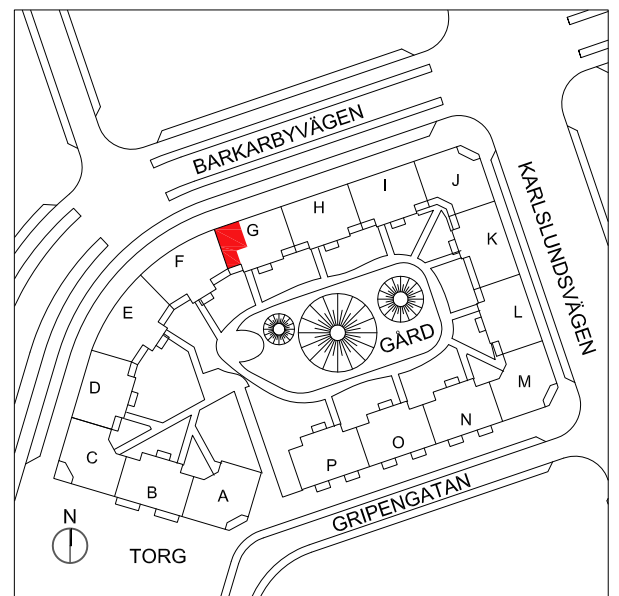 BARKARBYVÄGEN
KARLSLUNDSVÄGEN
J
I
H
G
F
K
E
L
GÅRD
D
M
N
O
P
C
B
A
GRIPENGATAN
N
TORG